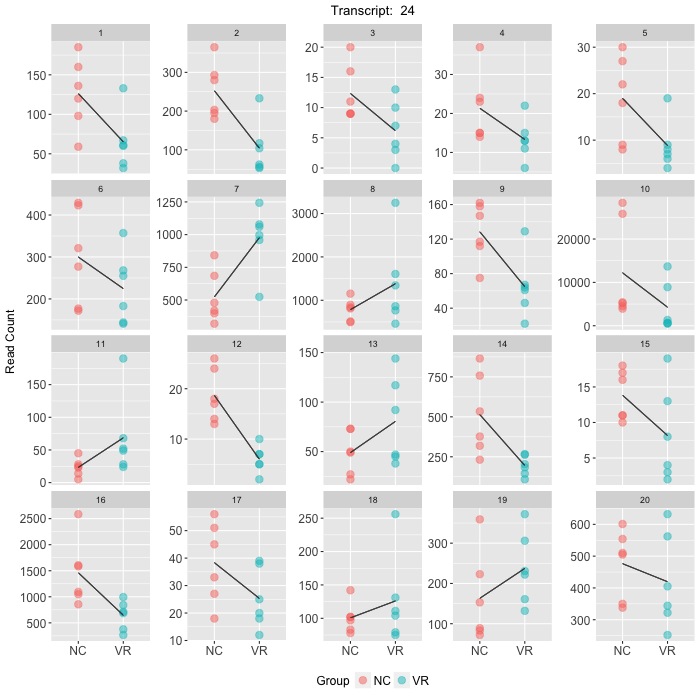 Transcript: 24
1 2 3 4 5
150 100 50
300 200 100
20 15 10 5 0
30 20 10
30 20 10
6 7 8 9 10
400 300 200
1250 1000 750 500
3000 2000 1000
160 120 80 40
20000 10000 0
Read Count
11 12 13 14 15
150 100 50 0
20 10
150 100 50
750 500 250
15 10 5
16 17 18 19 20
2500 2000 1500 1000 500
50 40 30 20 10
250 200 150 100
300 200 100
600 500 400 300
NC VR NC VR NC VR NC VR NC VR
Group NC VR